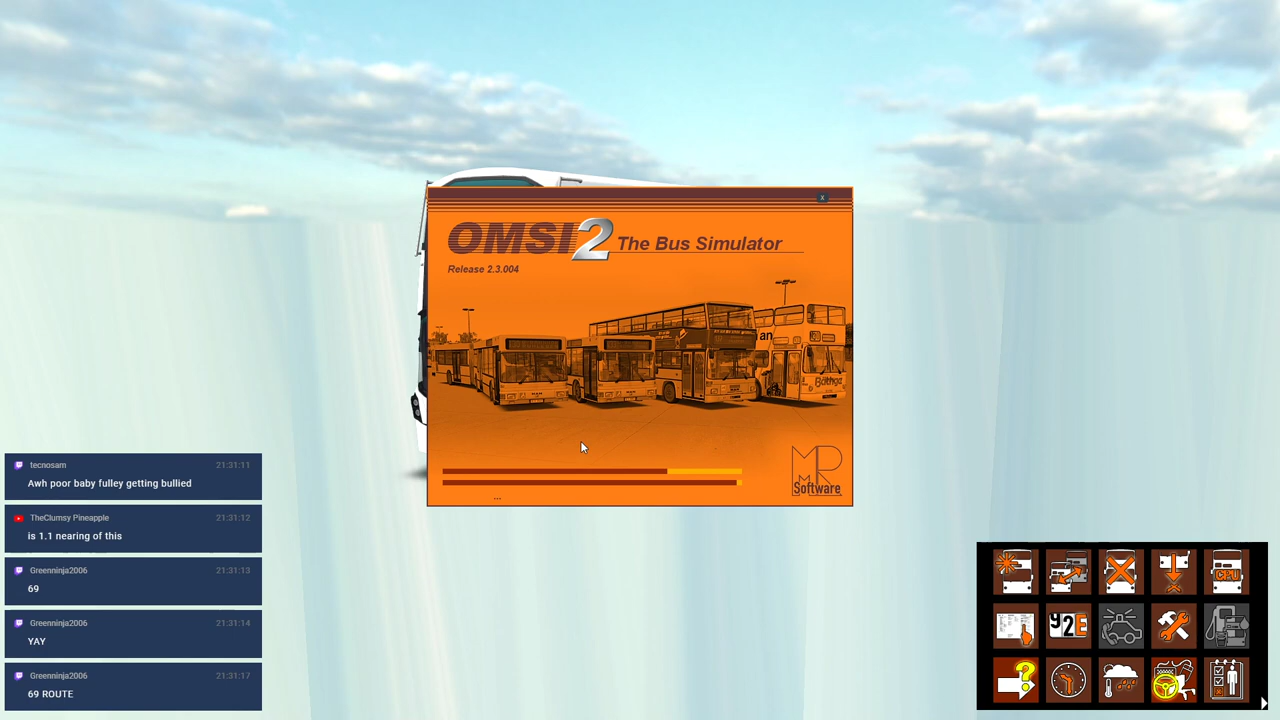 x
OMSI 2 The Bus Simulator
Release 2.3.004
an
MR
Software
...
tecnosam 21:31:11
Awh poor baby fulley getting bullied
TheClumsy Pineapple 21:31:12
is 1.1 nearing of this
Greenninja2006 21:31:13
69
Greenninja2006 21:31:14
YAY
Greenninja2006 21:31:17
69 ROUTE
CPU
92E
?